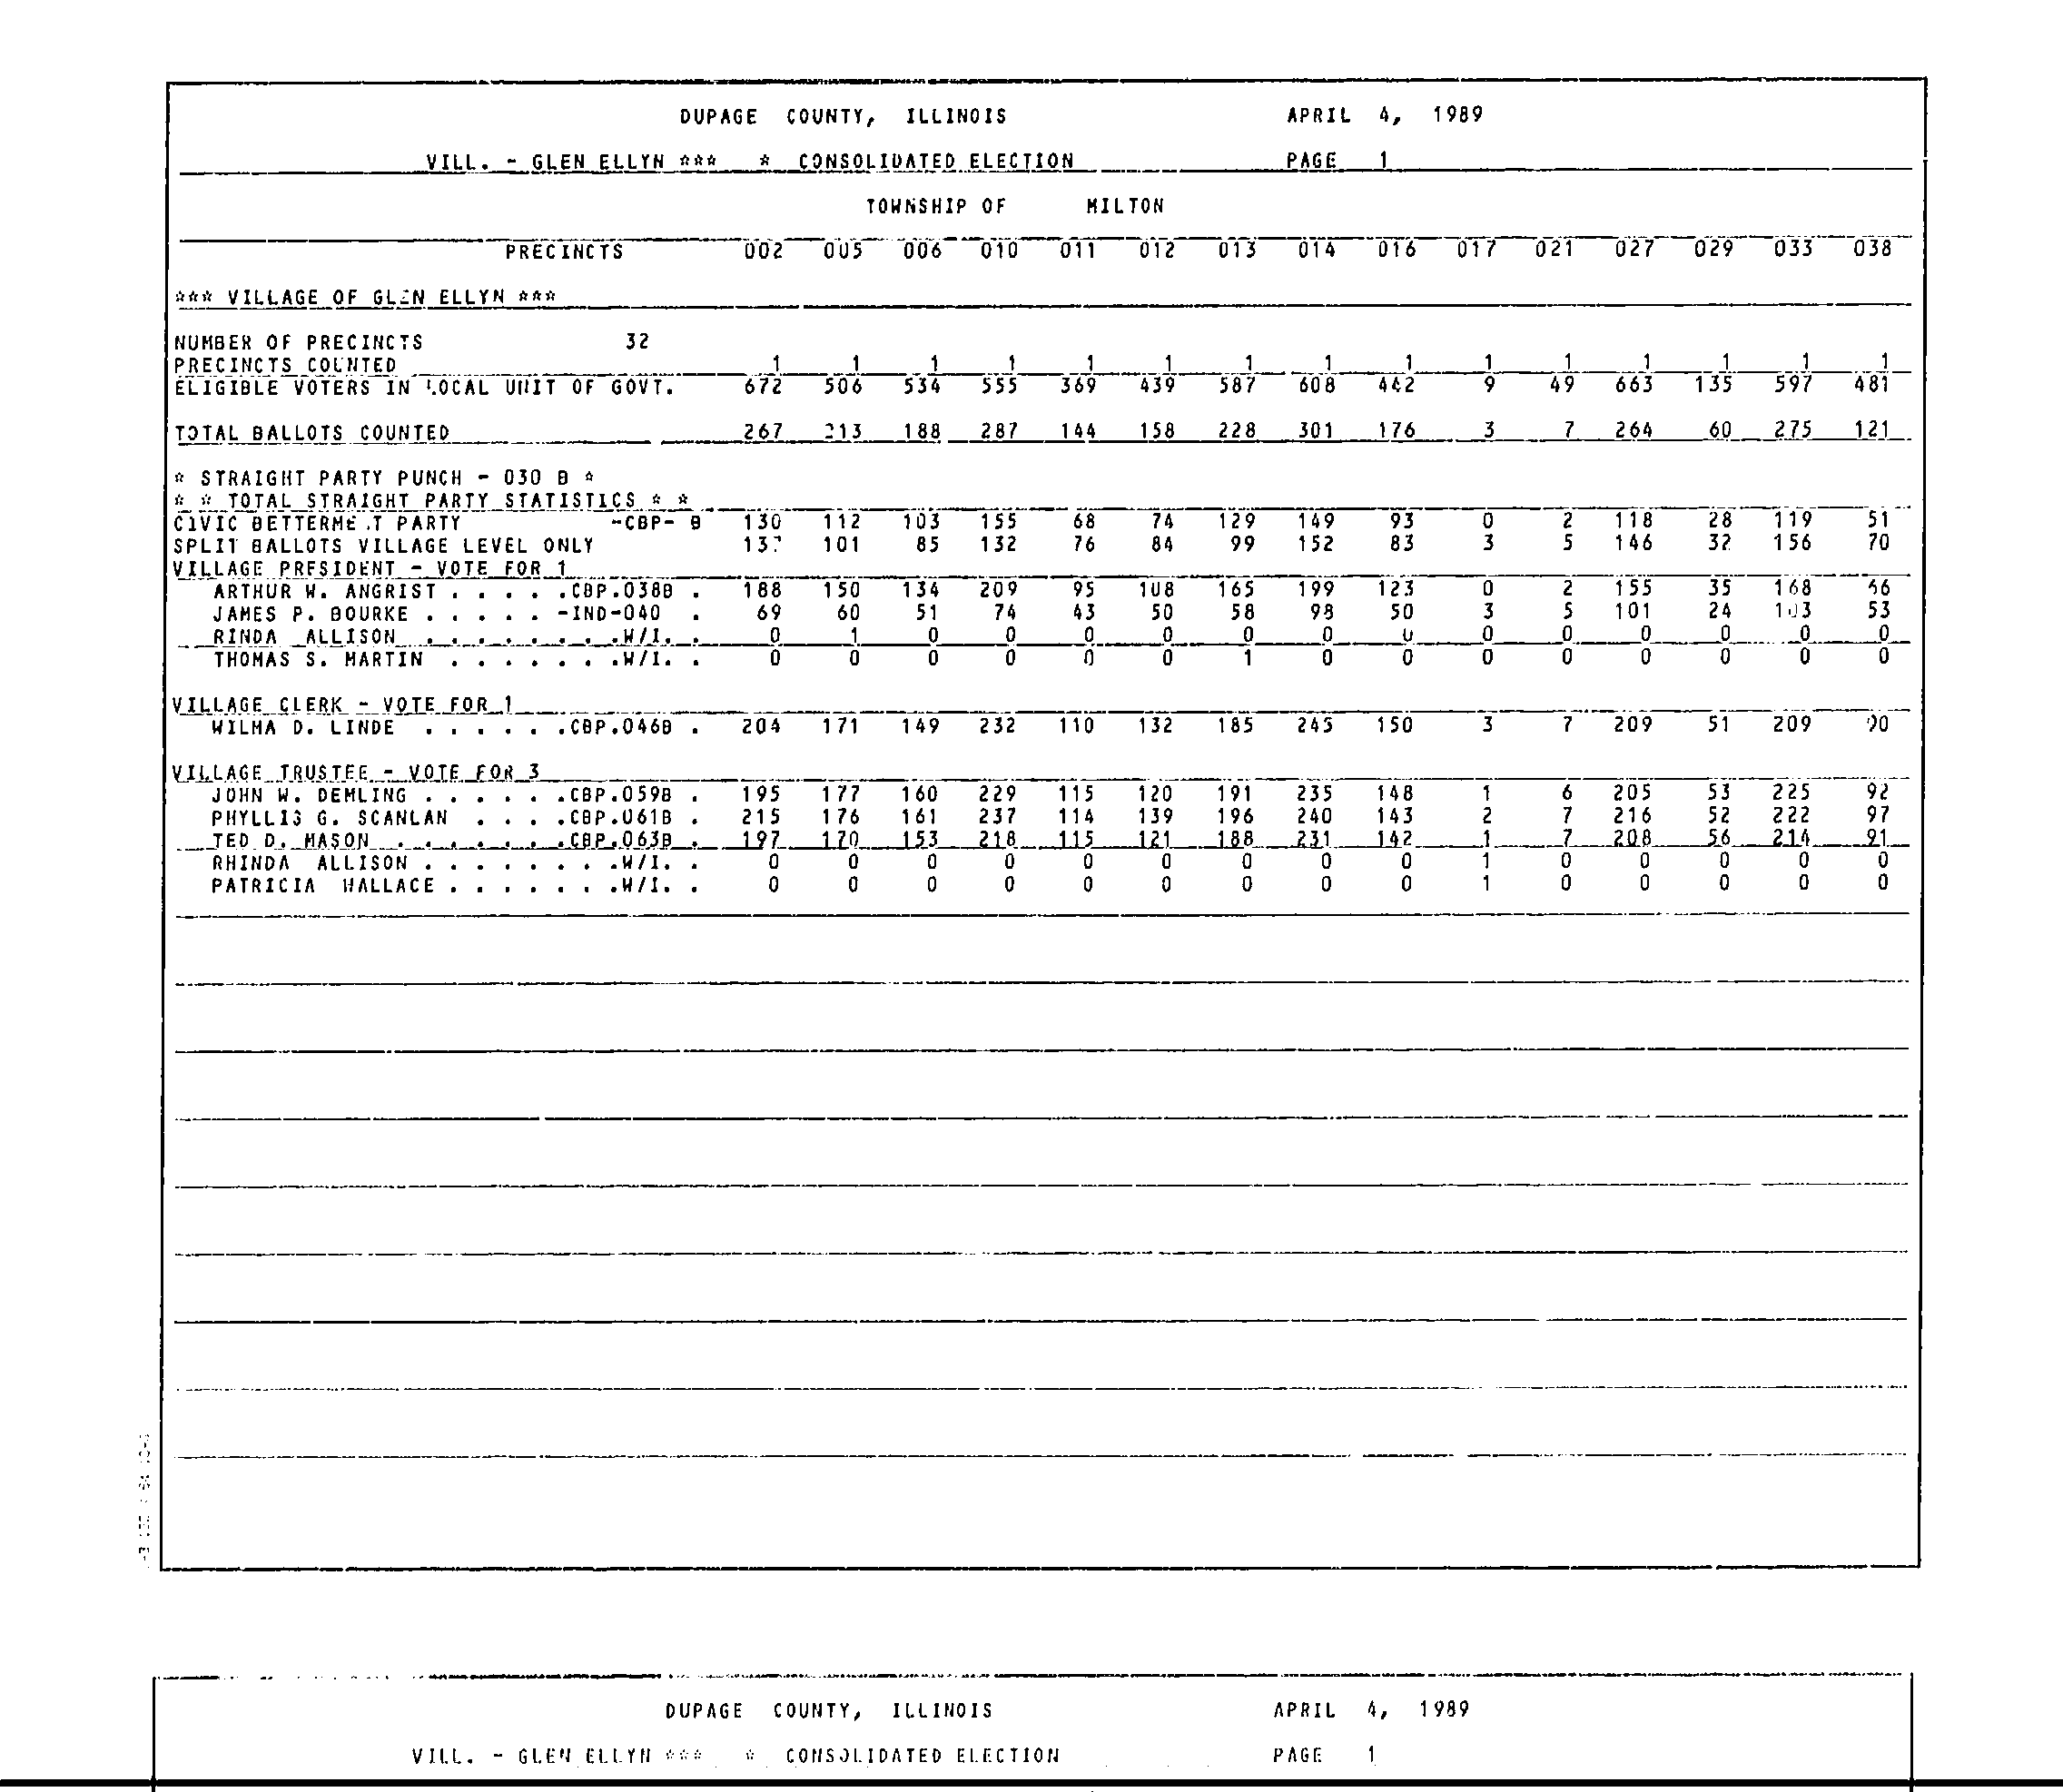 DUPAGE COUNTY, ILLINOIS APRIL 4, 1989
VILL. - GLEN ELLYN *** * CONSOLIDATED ELECTION PAGE 1
TOWNSHIP OF MILTON
PRECINCTS 002 005 006 010 011 012 013 014 016 017 021 027 029 033 038
*** VILLAGE OF GLEN ELLYN ***
NUMBER OF PRECINCTS 32
PRECINCTS COUNTED 1 1 1 1 1 1 1 1 1 1 1 1 1 1 1
ELIGIBLE VOTERS IN LOCAL UNIT OF GOVT. 672 506 534 555 369 439 587 608 442 9 49 663 135 597 481
TOTAL BALLOTS COUNTED 267 213 188 287 144 158 228 301 176 3 7 264 60 275 121
* STRAIGHT PARTY PUNCH - 030 B *
* * TOTAL STRAIGHT PARTY STATISTICS * *
CIVIC BETTERMENT PARTY -CBP- B 130 112 103 155 68 74 129 149 93 0 2 118 28 119 51
SPLIT BALLOTS VILLAGE LEVEL ONLY 137 101 85 132 76 84 99 152 83 3 5 146 32 156 70
VILLAGE PRESIDENT - VOTE FOR 1
ARTHUR W. ANGRIST . . . . .CBP.038B . 188 150 134 209 95 108 165 199 123 0 2 155 35 168 66
JAMES P. BOURKE . . . . . -IND-040 . 69 60 51 74 43 50 58 98 50 3 5 101 24 103 53
RINDA ALLISON . . . . . . . .W/I. . 0 1 0 0 0 0 0 0 0 0 0 0 0 0 0
THOMAS S. MARTIN . . . . . . .W/I. . 0 0 0 0 0 0 1 0 0 0 0 0 0 0 0
VILLAGE CLERK - VOTE FOR 1
WILMA D. LINDE . . . . . .CBP.046B . 204 171 149 232 110 132 185 245 150 3 7 209 51 209 90
VILLAGE TRUSTEE - VOTE FOR 3
JOHN W. DEMLING . . . . . .CBP.059B . 195 177 160 229 115 120 191 235 148 1 6 205 53 225 92
PHYLLIS G. SCANLAN . . . .CBP.061B . 215 176 161 237 114 139 196 240 143 2 7 216 52 222 97
TED D. MASON . . . . . . .CBP.063B . 197 170 153 218 115 121 188 231 142 1 7 208 56 214 91
RHINDA ALLISON . . . . . . . .W/I. . 0 0 0 0 0 0 0 0 0 1 0 0 0 0 0
PATRICIA WALLACE . . . . . . .W/I. . 0 0 0 0 0 0 0 0 0 1 0 0 0 0 0
DUPAGE COUNTY, ILLINOIS APRIL 4, 1989
VILL. - GLEN ELLYN *** * CONSOLIDATED ELECTION PAGE 1